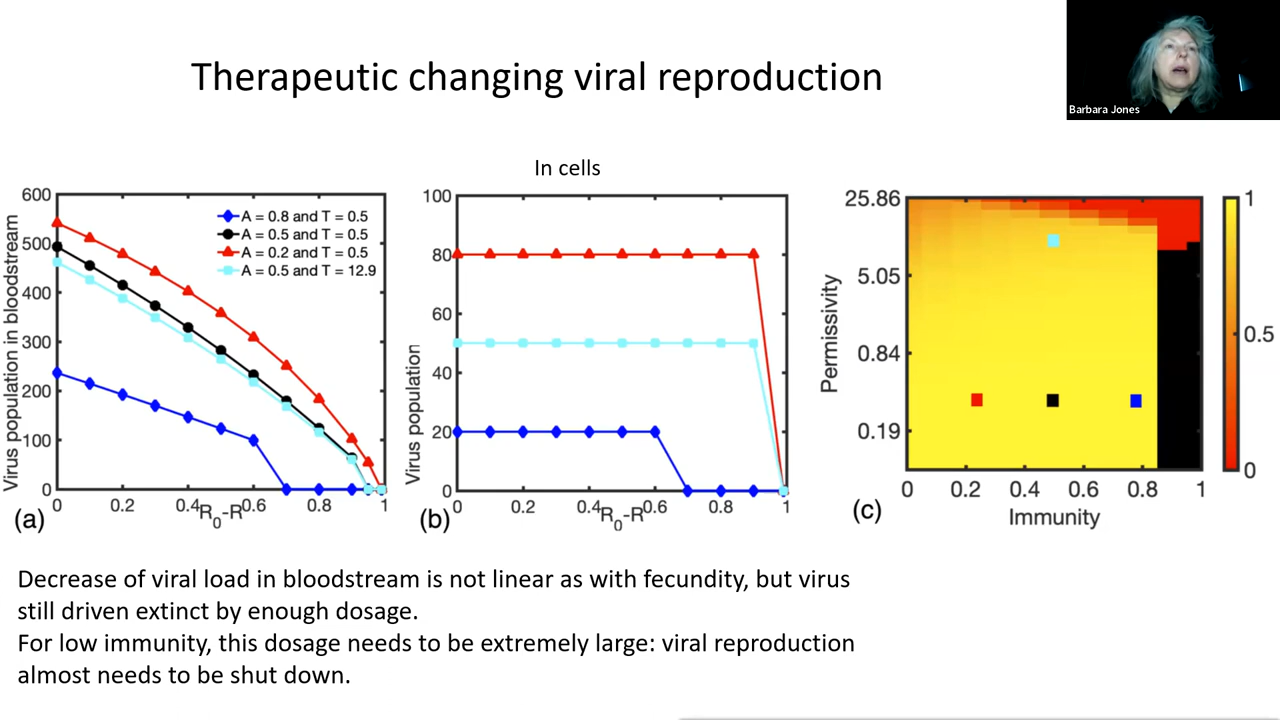 Therapeutic changing viral reproduction
Barbara Jones
In cells
Virus population in bloodstream
600
500
400
300
200
100
0
0
0.2
0.4
0.6
0.8
1
R0-R
(a)
A = 0.8 and T = 0.5
A = 0.5 and T = 0.5
A = 0.2 and T = 0.5
A = 0.5 and T = 12.9
Virus population
100
80
60
40
20
0
0
0.2
0.4
0.6
0.8
1
R0-R
(b)
Permissivity
25.86
5.05
0.84
0.19
0
0.2
0.4
0.6
0.8
1
Immunity
(c)
1
0.5
0
Decrease of viral load in bloodstream is not linear as with fecundity, but virus
still driven extinct by enough dosage.
For low immunity, this dosage needs to be extremely large: viral reproduction
almost needs to be shut down.